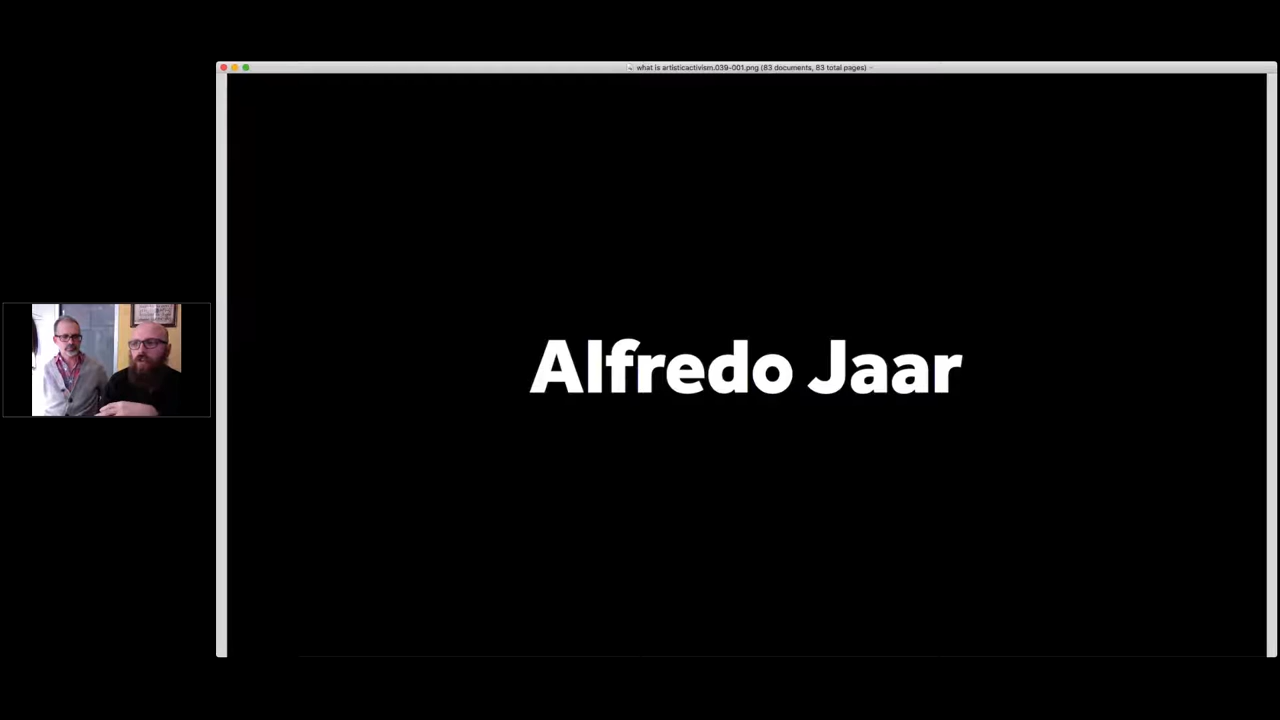 what is artisticactivism.039-001.png (83 documents, 83 total pages)
Alfredo Jaar